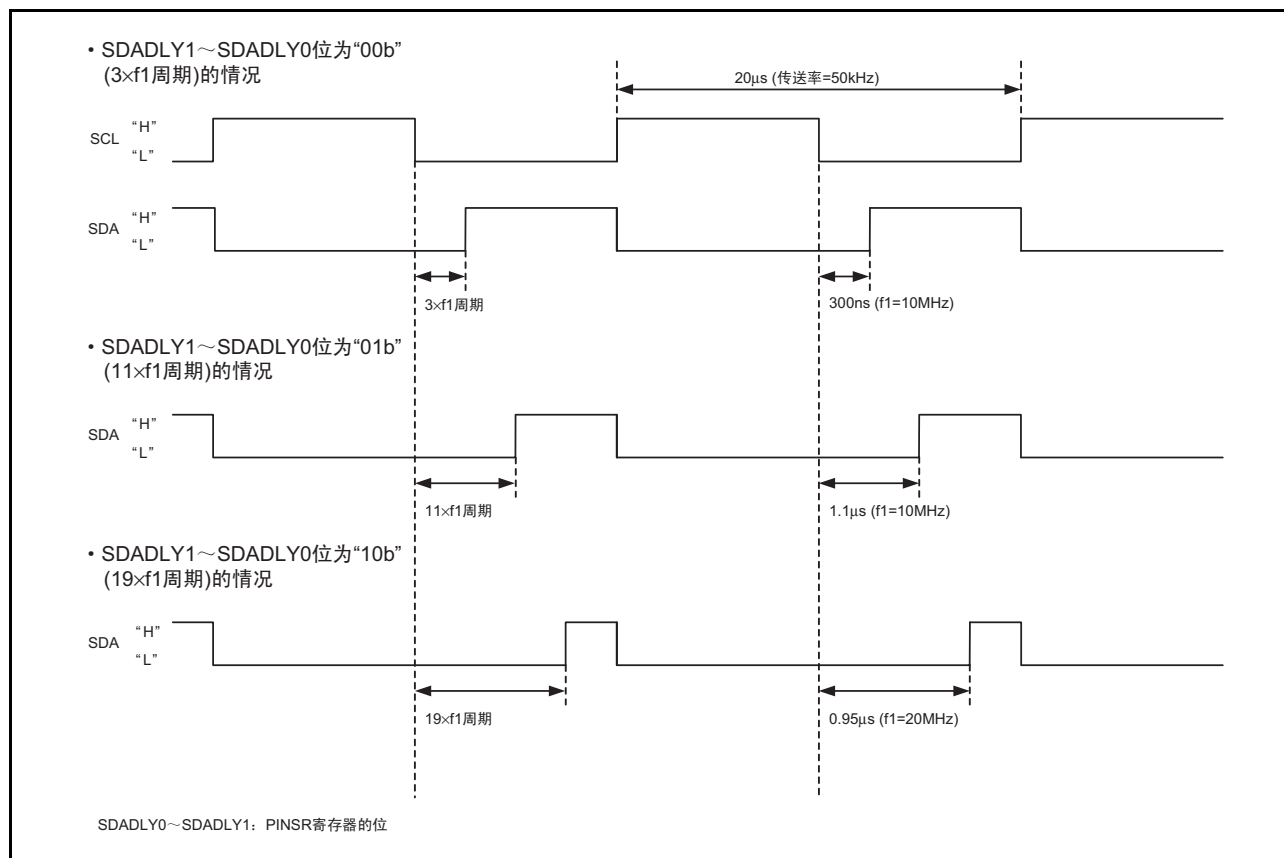 • SDADLY1～SDADLY0位为“00b”
(3×f1周期)的情况
20μs (传送率=50kHz)
SCL “H”
“L”
SDA “H”
“L”
3×f1周期
300ns (f1=10MHz)
• SDADLY1～SDADLY0位为“01b”
(11×f1周期)的情况
SDA “H”
“L”
11×f1周期
1.1μs (f1=10MHz)
• SDADLY1～SDADLY0位为“10b”
(19×f1周期)的情况
SDA “H”
“L”
19×f1周期
0.95μs (f1=20MHz)
SDADLY0～SDADLY1：PINSR寄存器的位